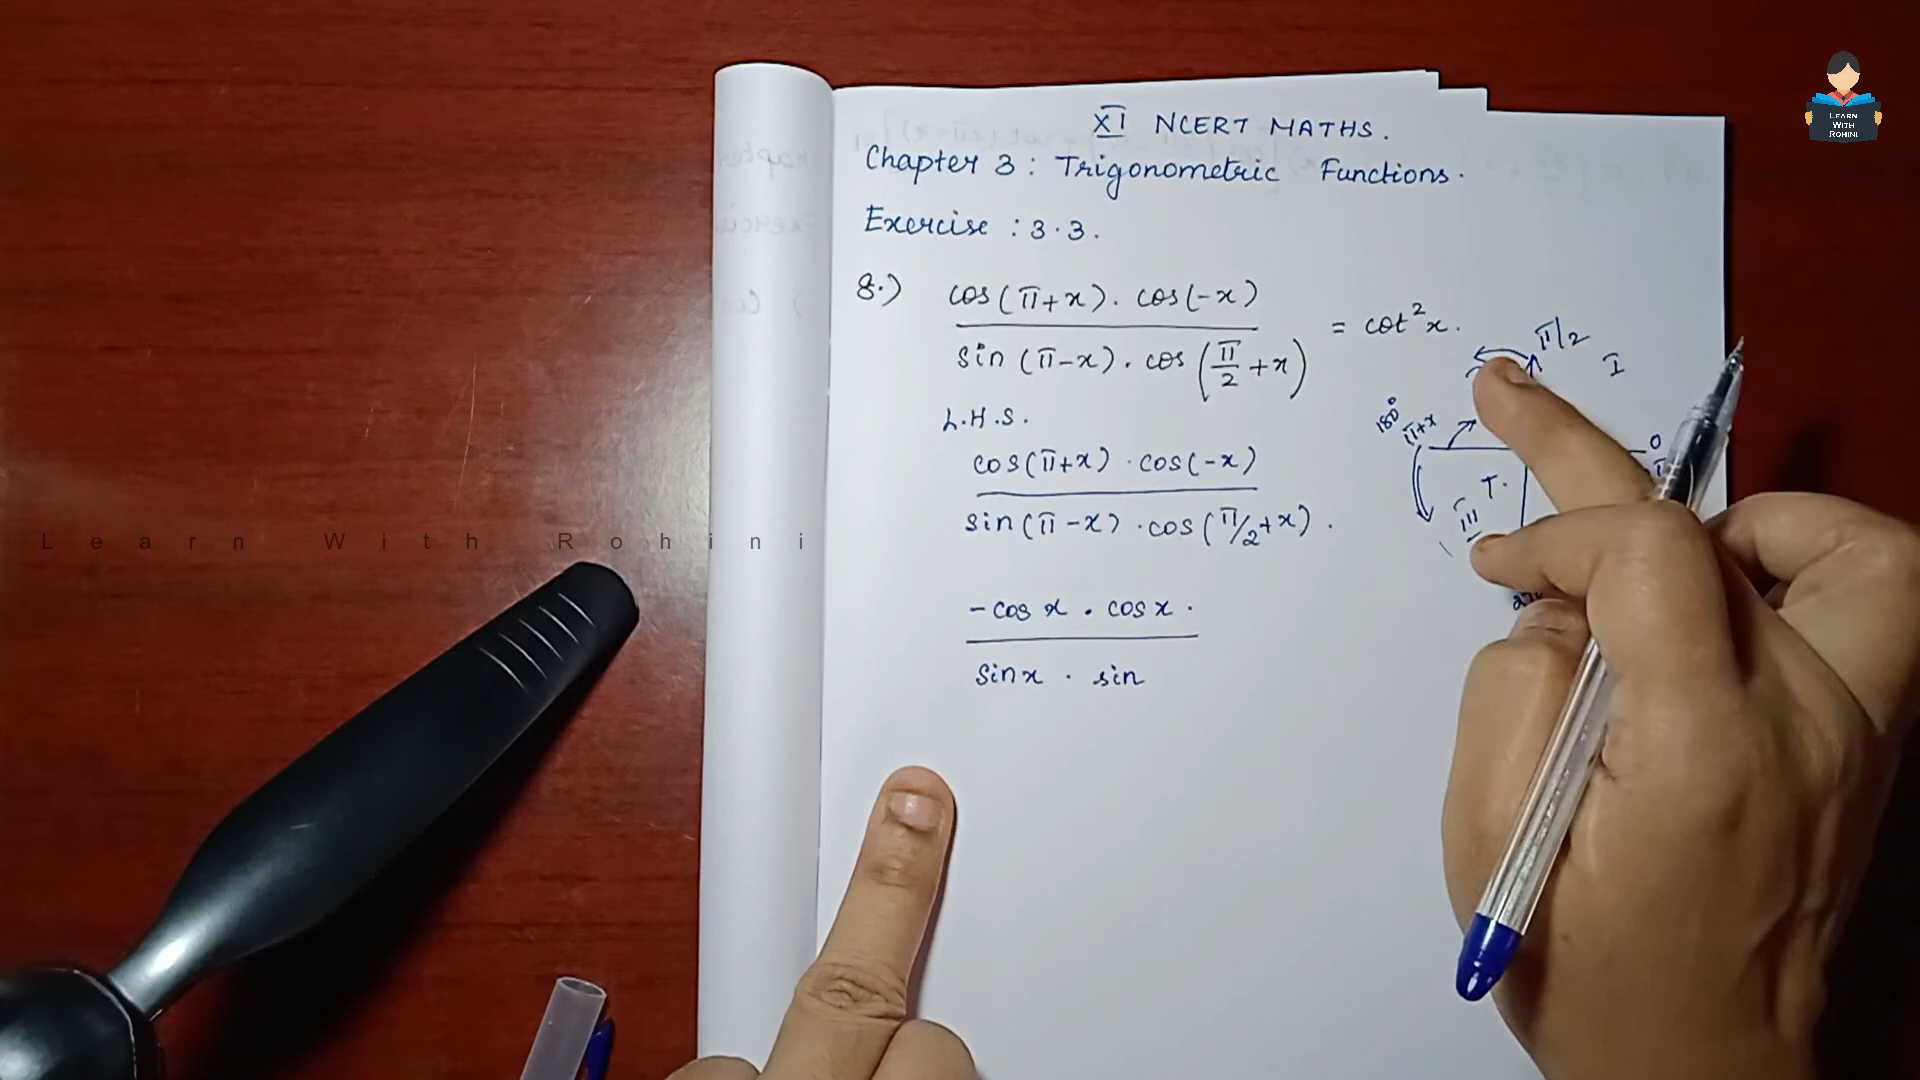 XI NCERT MATHS.
Chapter 3 : Trigonometric Functions.
Exercise : 3.3.
8.) cos(π+x). cos(-x)
sin (π-x). cos (π/2 +x) = cot²x.
L.H.S.
cos(π+x) . cos(-x)
sin(π-x) . cos(π/2+x).
- cos x . cos x .
sin x . sin
π/2
I
180°
π+x
0
T.
III
LEARN
WITH
ROHINI
Learn With Rohini